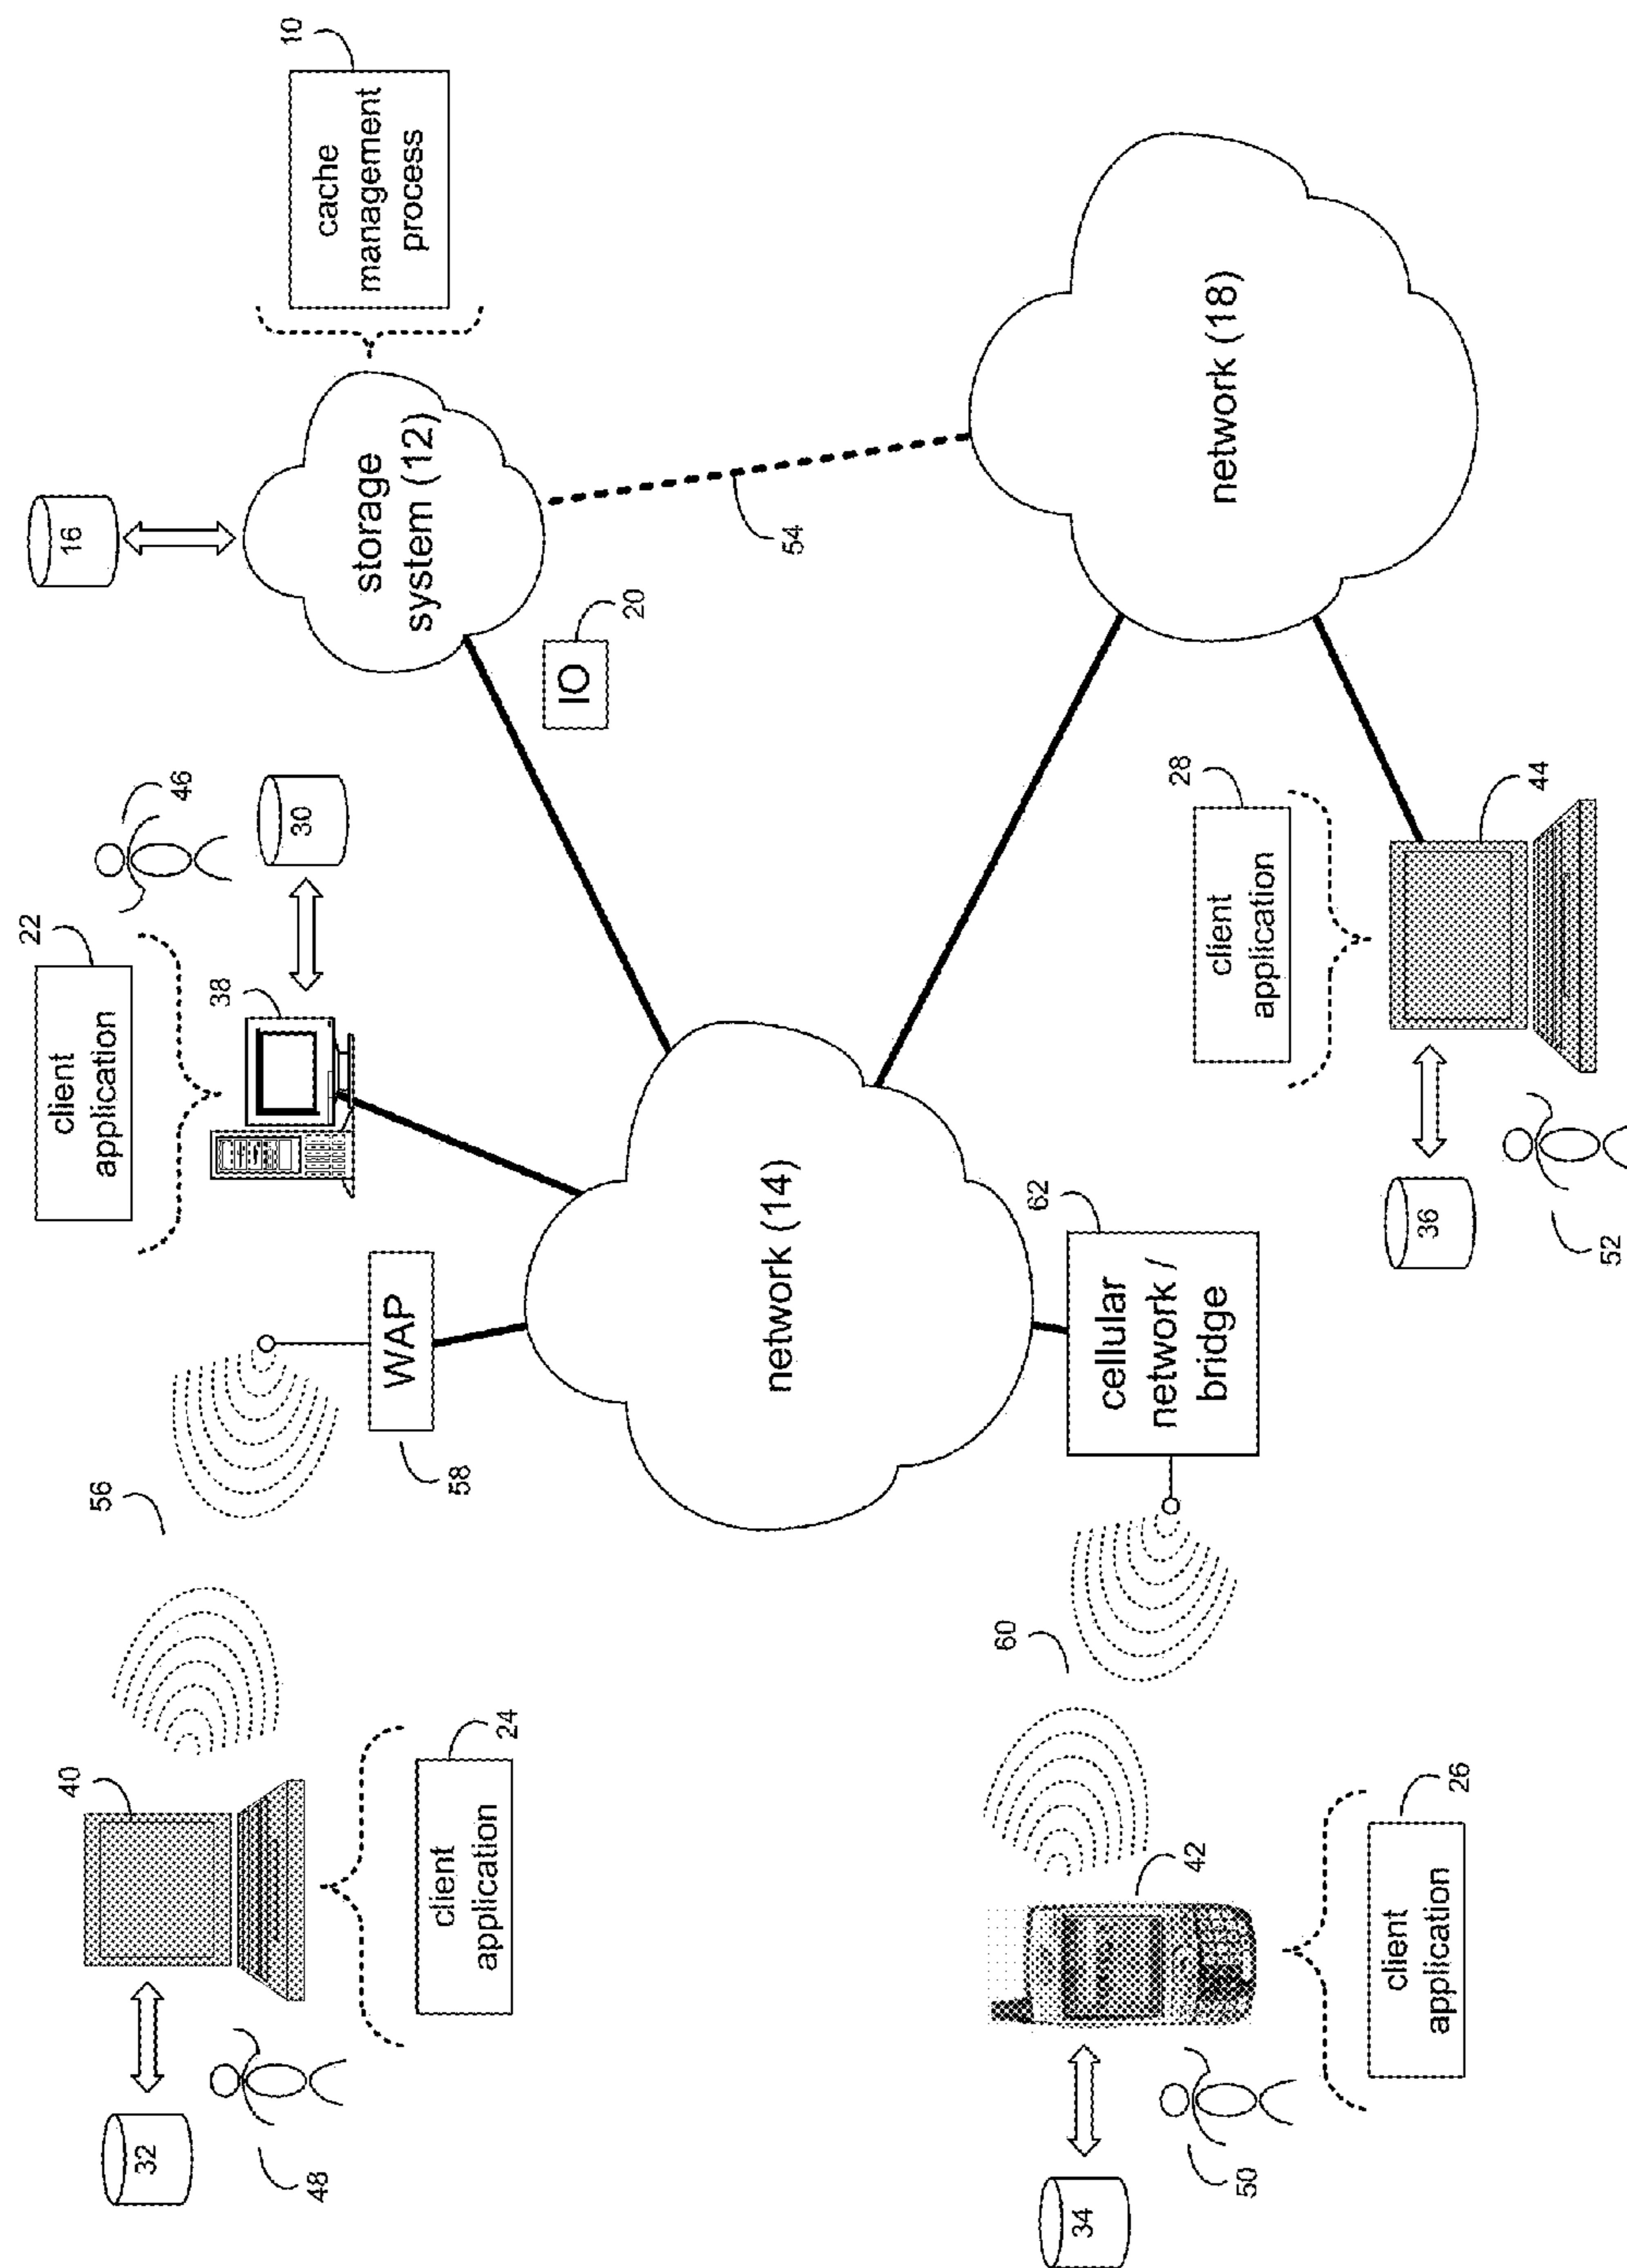 10
cache
management
process
16
storage
system (12)
IO
20
54
network (18)
46
30
22
client
application
38
28
client
application
44
36
52
network (14)
WAP
58
56
62
cellular
network /
bridge
60
40
24
client
application
32
48
42
26
client
application
34
50